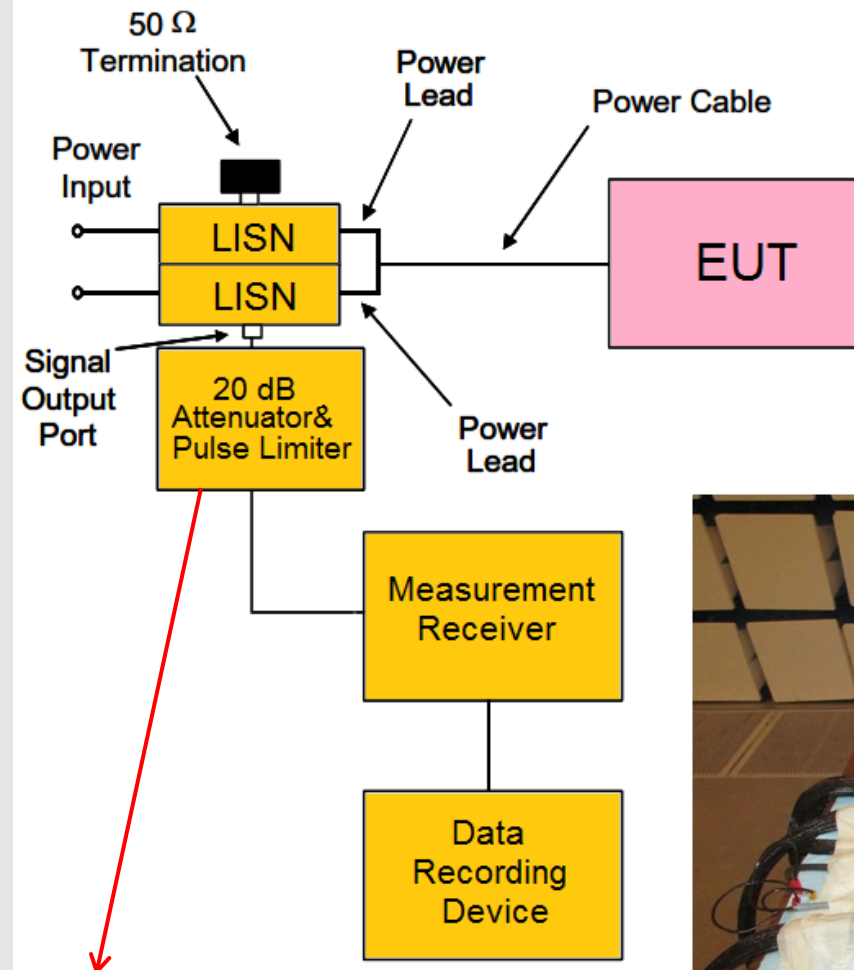 50 Ω
Termination
Power
Lead
Power Cable
Power
Input
LISN
EUT
LISN
Signal
Output
Port
20 dB
Attenuator&
Pulse Limiter
Power
Lead
Measurement
Receiver
Data
Recording
Device